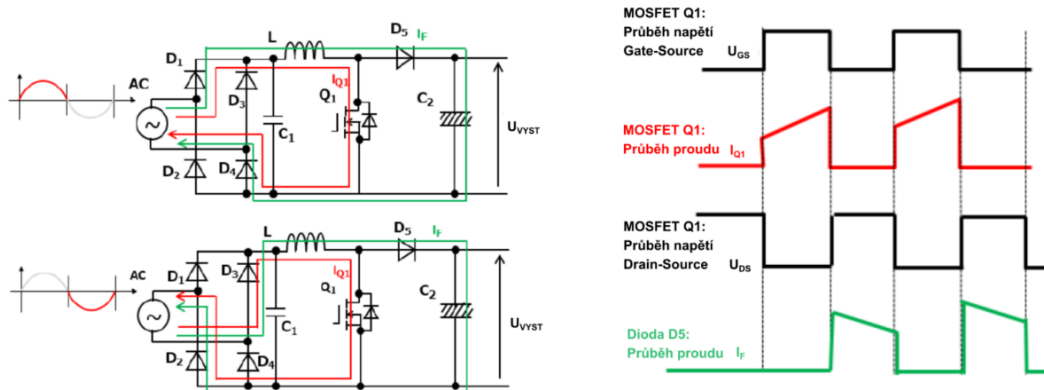 D5 IF
L
D1
AC
IQ1
Q1
D3
C2
C1
UVYST
D2
D4
D5 IF
L
AC
D1
D3
IQ1
Q1
C2
C1
UVYST
D2
D4
MOSFET Q1:
Průběh napětí
Gate-Source UGS
MOSFET Q1:
Průběh proudu IQ1
MOSFET Q1:
Průběh napětí
Drain-Source UDS
Dioda D5:
Průběh proudu IF